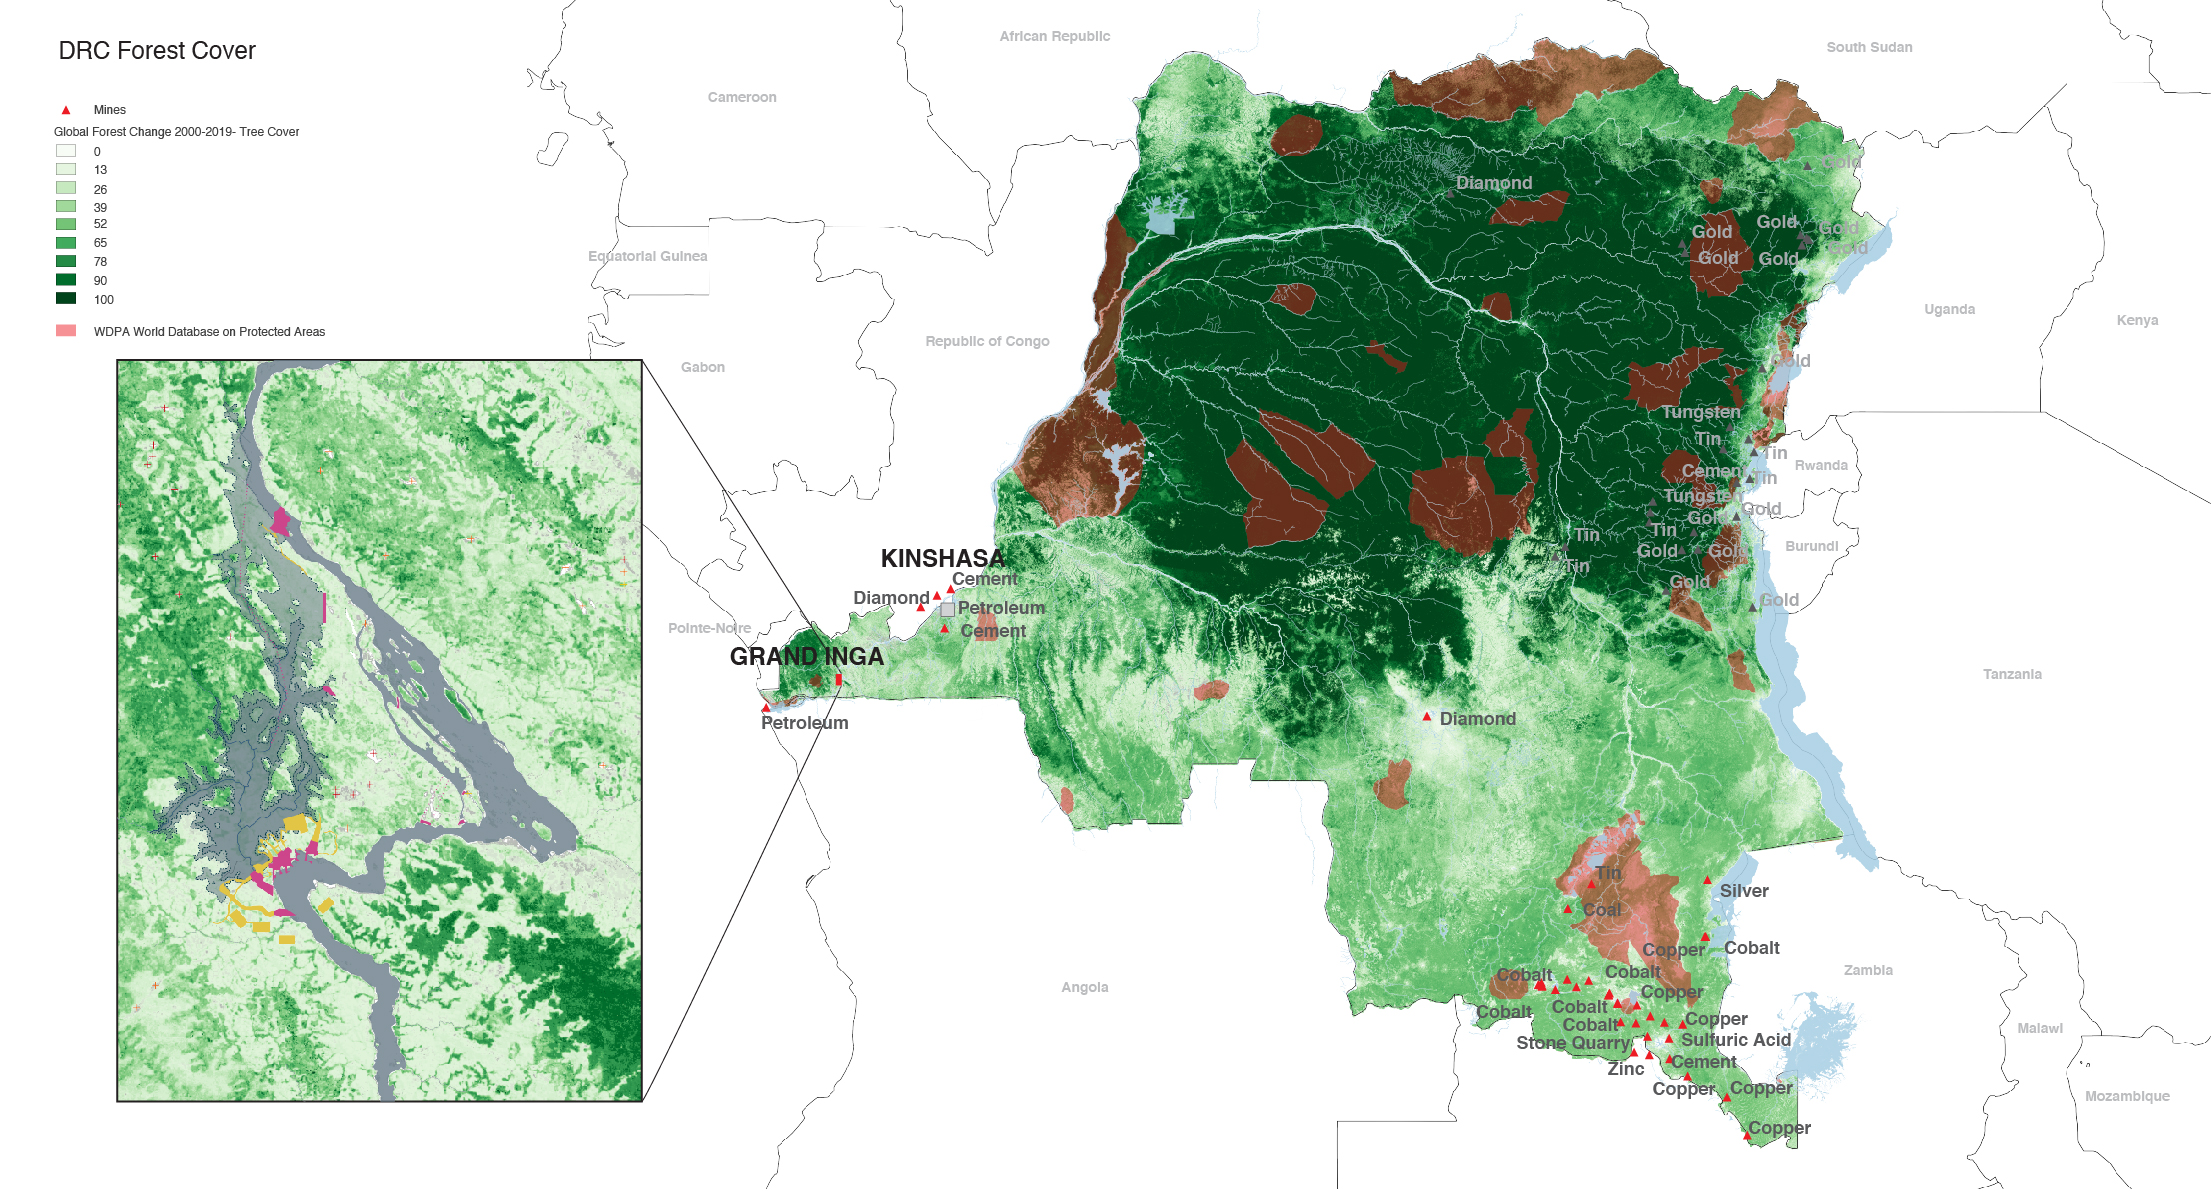 DRC Forest Cover
Mines
Global Forest Change 2000-2019- Tree Cover
0
13
26
39
52
65
78
90
100
WDPA World Database on Protected Areas
African Republic
South Sudan
Cameroon
Equatorial Guinea
Gabon
Republic of Congo
Uganda
Kenya
Rwanda
Burundi
Tanzania
Pointe-Noire
Angola
Zambia
Malawi
Mozambique
Gold
Diamond
Gold
Gold
Gold
Gold
Gold
Gold
Gold
Tungsten
Tin
Tin
Cement
Tin
Tungsten
Gold
Gold
Tin
Tin
Gold
Gold
Tin
Gold
Gold
KINSHASA
Cement
Diamond
Petroleum
Cement
GRAND INGA
Petroleum
Diamond
Tin
Silver
Coal
Copper
Cobalt
Cobalt
Cobalt
Copper
Cobalt
Cobalt
Copper
Cobalt
Stone Quarry
Sulfuric Acid
Zinc
Cement
Copper
Copper
Copper